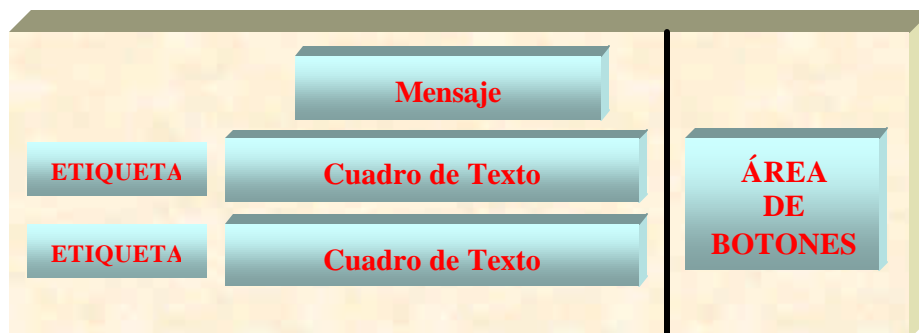 Mensaje
ETIQUETA
Cuadro de Texto
ETIQUETA
Cuadro de Texto
ÁREA
DE
BOTONES